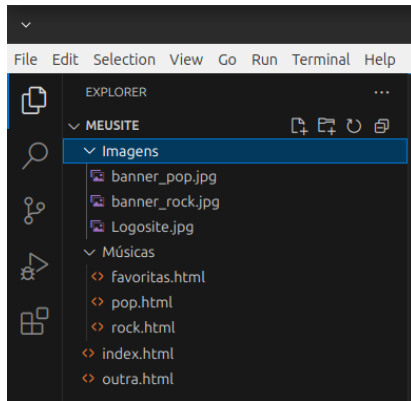 File Edit Selection View Go Run Terminal Help
EXPLORER
MEUSITE
Imagens
banner_pop.jpg
banner_rock.jpg
Logosite.jpg
Músicas
favoritas.html
pop.html
rock.html
index.html
outra.html